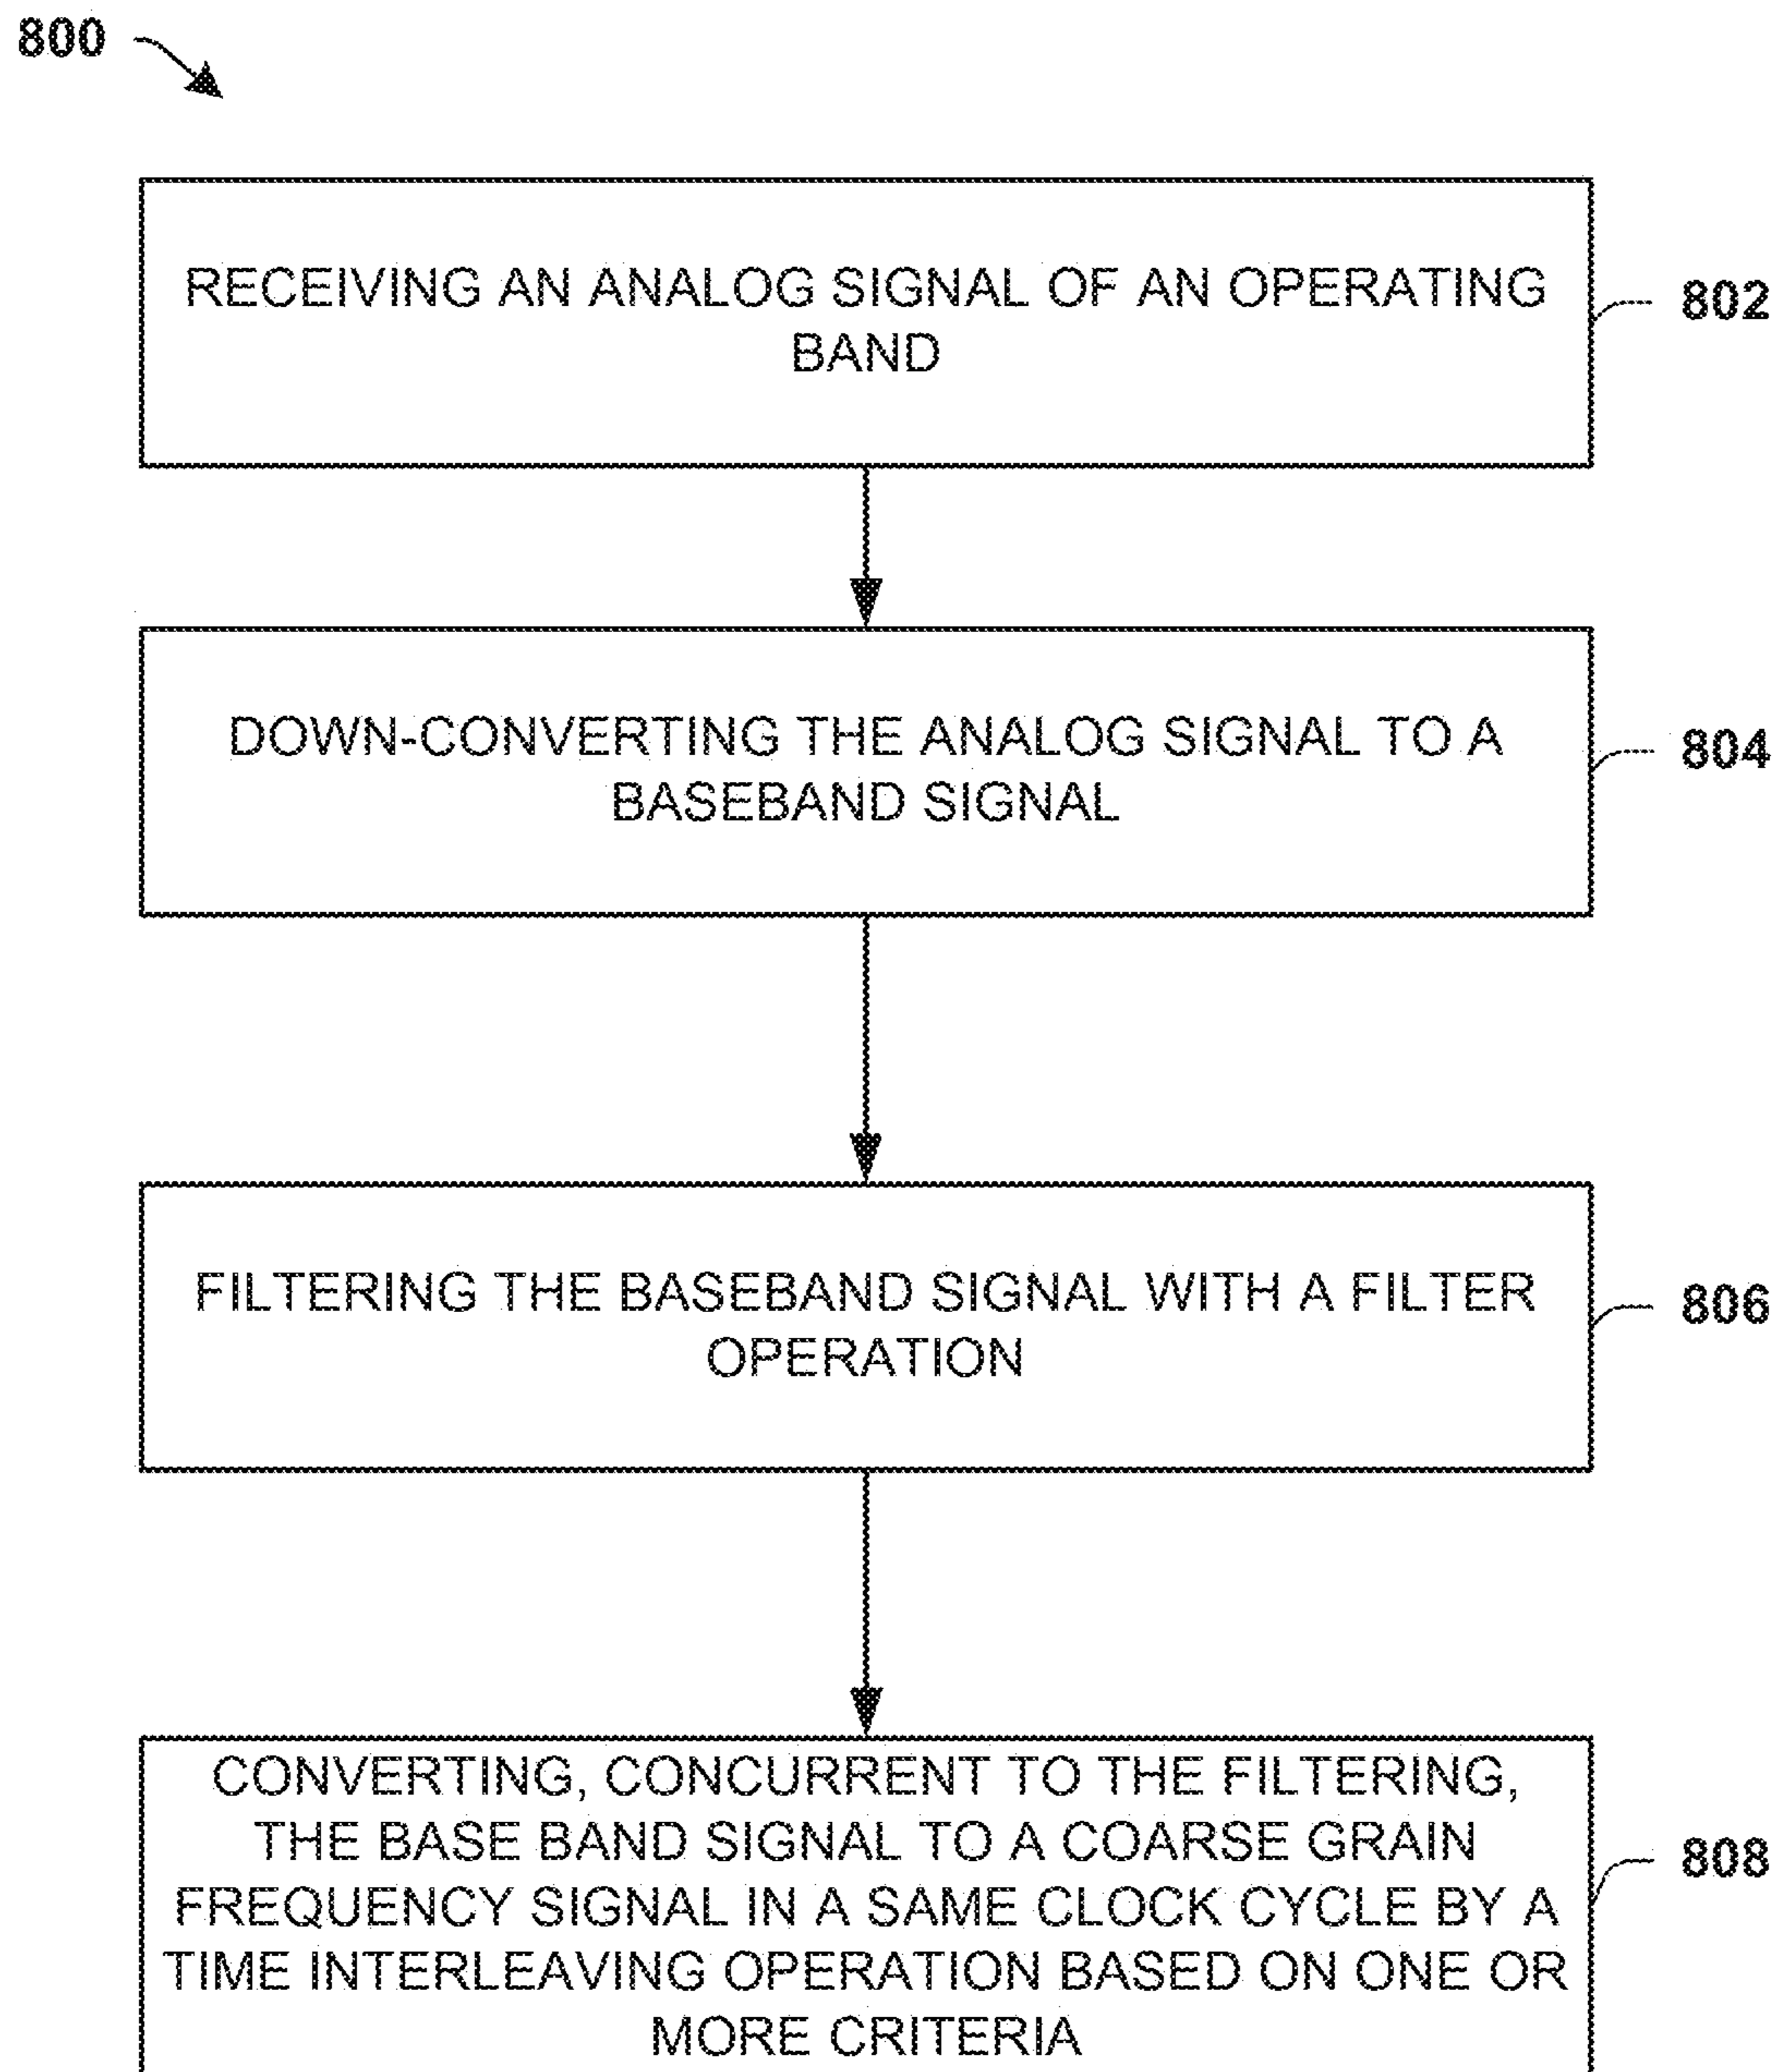 800
RECEIVING AN ANALOG SIGNAL OF AN OPERATING
BAND
802
DOWN-CONVERTING THE ANALOG SIGNAL TO A
BASEBAND SIGNAL
804
FILTERING THE BASEBAND SIGNAL WITH A FILTER
OPERATION
806
CONVERTING, CONCURRENT TO THE FILTERING,
THE BASE BAND SIGNAL TO A COARSE GRAIN
FREQUENCY SIGNAL IN A SAME CLOCK CYCLE BY A
TIME INTERLEAVING OPERATION BASED ON ONE OR
MORE CRITERIA
808